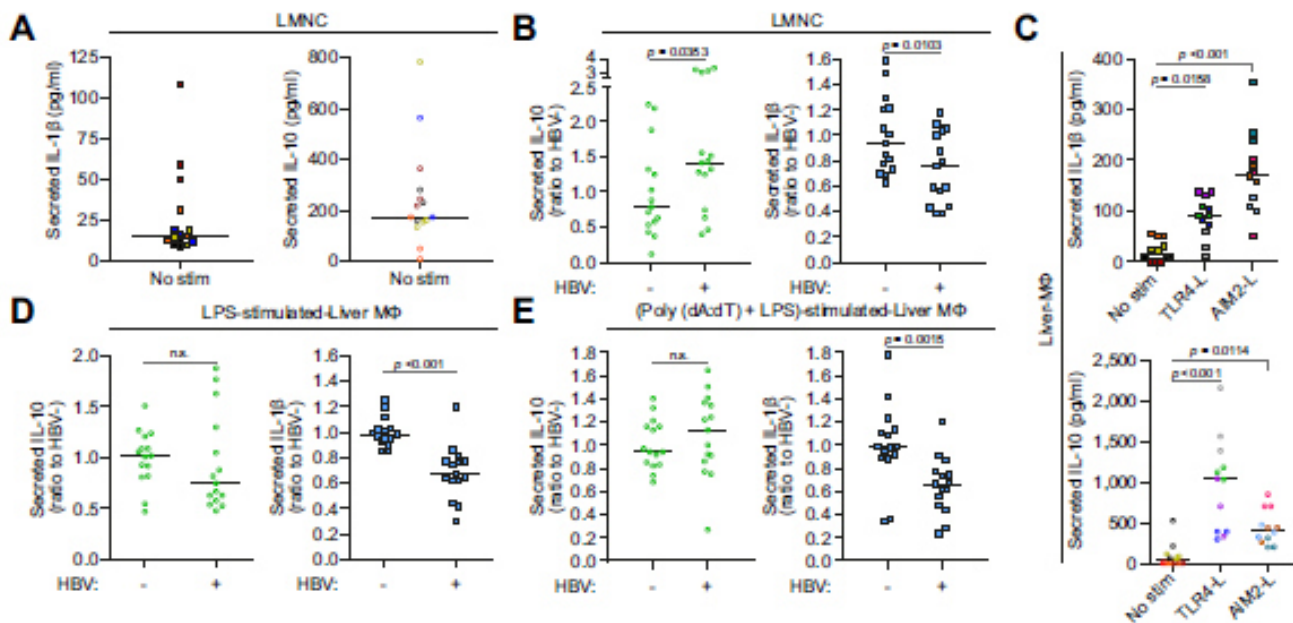 A
LMNC
Secreted IL-1β (pg/ml)
125
100
75
50
25
0
No stim
Secreted IL-10 (pg/ml)
800
600
400
200
0
No stim
B
LMNC
Secreted IL-10
(ratio to HBV-)
4
3
2.5
2.0
1.5
1.0
0.5
0.0
p = 0.0353
HBV:
-
+
Secreted IL-1β
(ratio to HBV-)
1.6
1.4
1.2
1.0
0.8
0.6
0.4
0.2
0.0
p = 0.0103
-
+
C
Liver-MΦ
Secreted IL-1β (pg/ml)
400
300
200
100
0
p <0.001
p = 0.0158
No stim
TLR4-L
AIM2-L
Secreted IL-10 (pg/ml)
2,500
2,000
1,500
1,000
500
0
p = 0.0114
p <0.001
No stim
TLR4-L
AIM2-L
D
LPS-stimulated-Liver MΦ
Secreted IL-10
(ratio to HBV-)
2.0
1.5
1.0
0.5
0.0
n.s.
HBV:
-
+
Secreted IL-1β
(ratio to HBV-)
1.6
1.4
1.2
1.0
0.8
0.6
0.4
0.2
0.0
p <0.001
-
+
E
(Poly (dA:dT) + LPS)-stimulated-Liver MΦ
Secreted IL-10
(ratio to HBV-)
1.8
1.6
1.4
1.2
1.0
0.8
0.6
0.4
0.2
0.0
n.s.
HBV:
-
+
Secreted IL-1β
(ratio to HBV-)
1.8
1.6
1.4
1.2
1.0
0.8
0.6
0.4
0.2
0.0
p = 0.0015
-
+